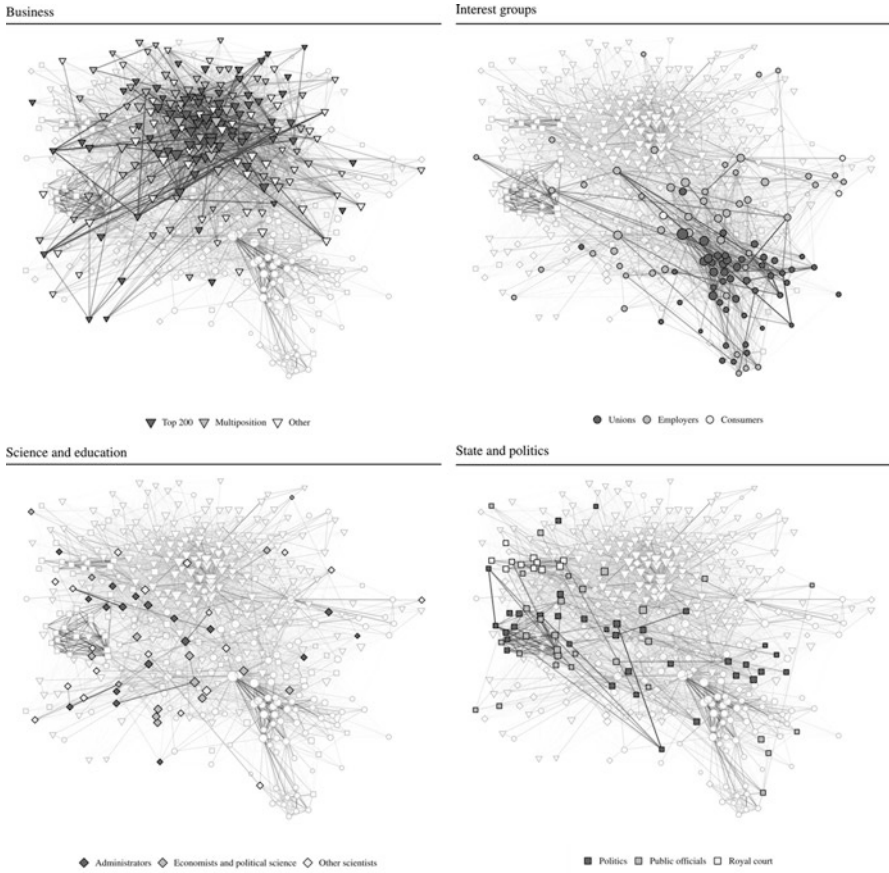 Business
Interest groups
Top 200 Multiposition Other
Unions Employers Consumers
Science and education
State and politics
Administrators Economists and political science Other scientists
Politics Public officials Royal court